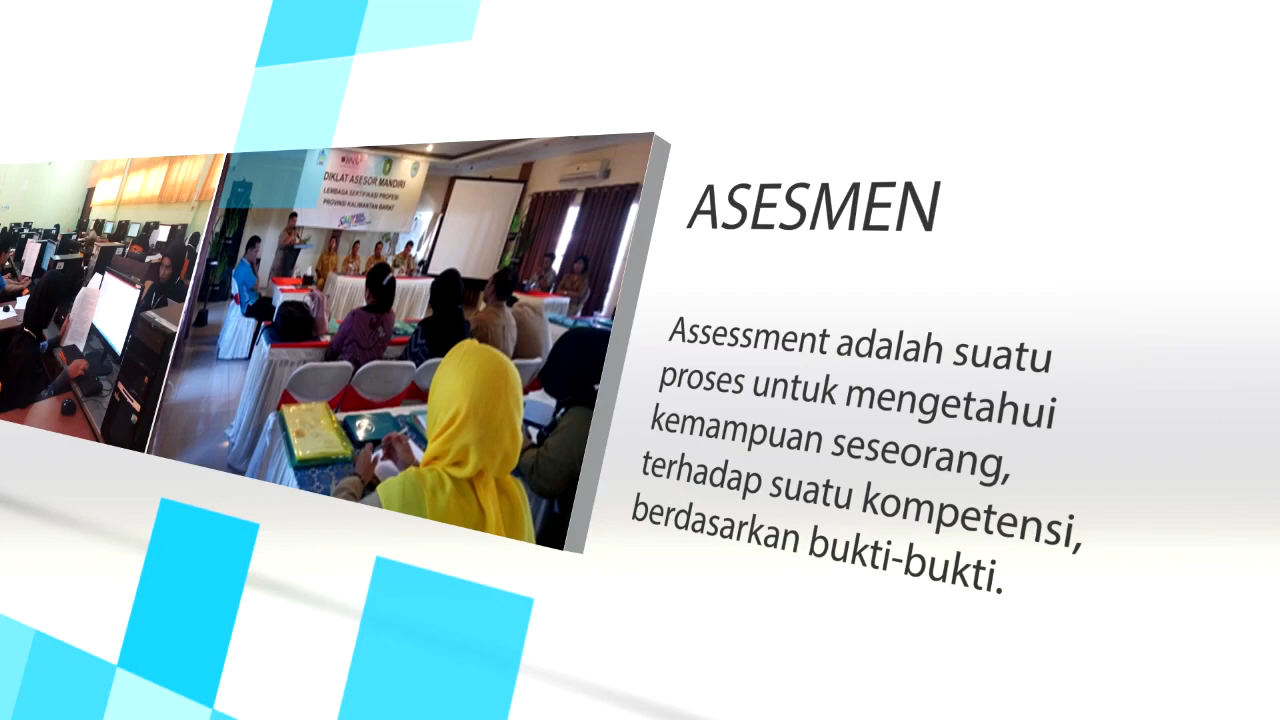 DIKLAT ASESOR MANDIRI
LEMBAGA SERTIFIKASI PROFESI
PROVINSI KALIMANTAN BARAT
ASESMEN
Assessment adalah suatu
proses untuk mengetahui
kemampuan seseorang,
terhadap suatu kompetensi,
berdasarkan bukti-bukti.